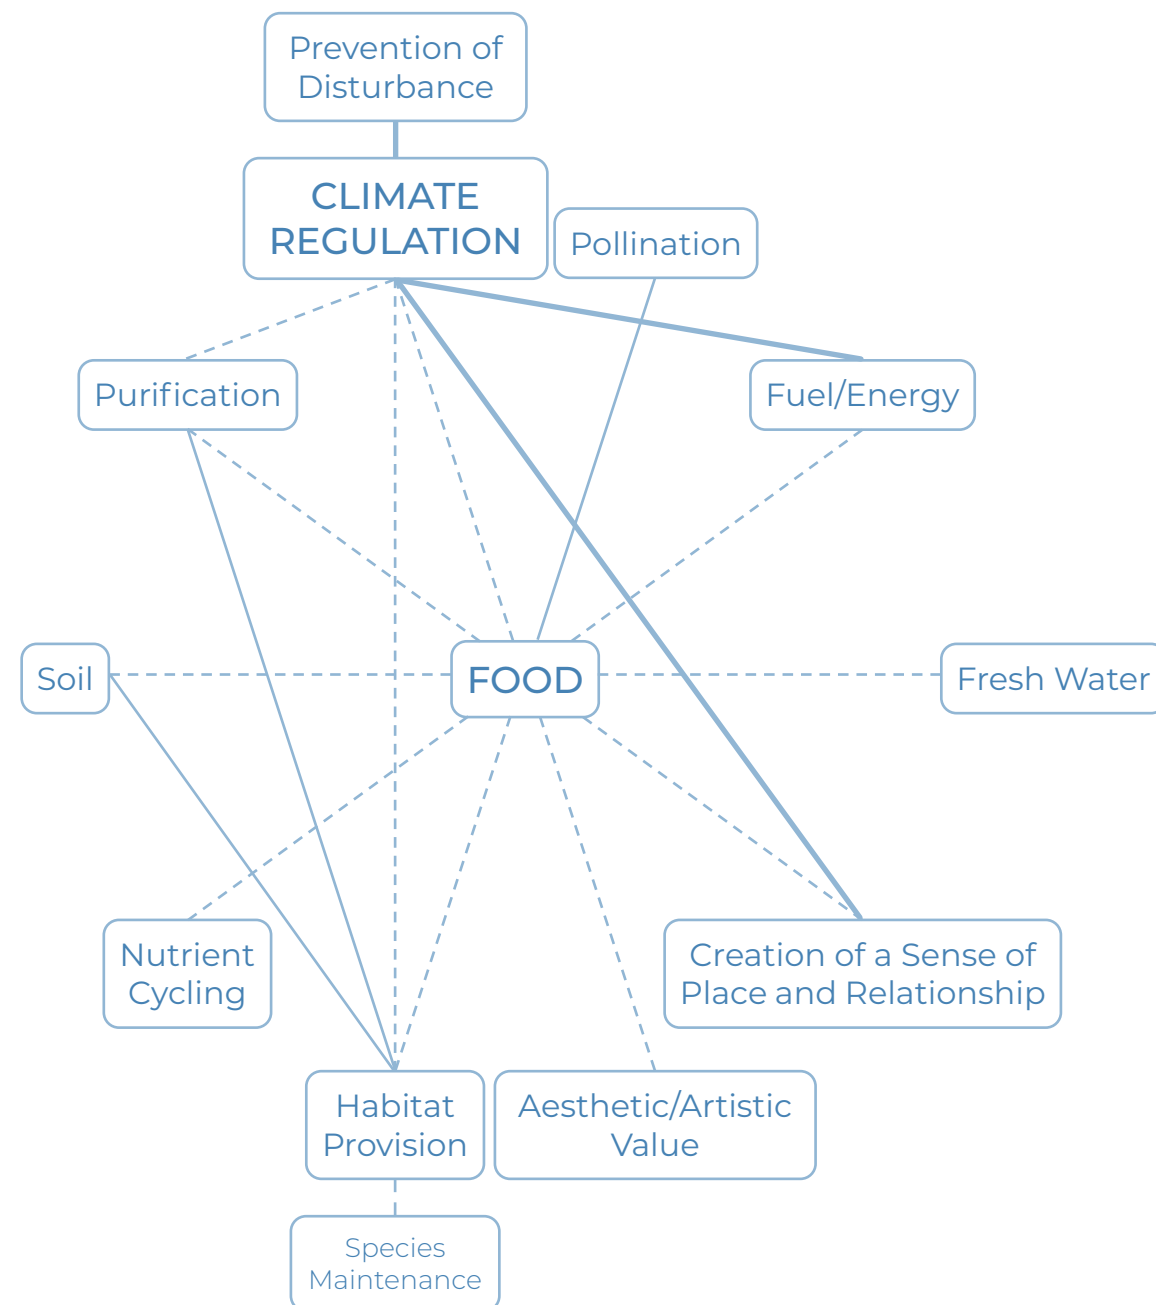 Prevention of
Disturbance
CLIMATE
REGULATION
Pollination
Purification
Fuel/Energy
Soil
FOOD
Fresh Water
Nutrient
Cycling
Creation of a Sense of
Place and Relationship
Habitat
Provision
Aesthetic/Artistic
Value
Species
Maintenance